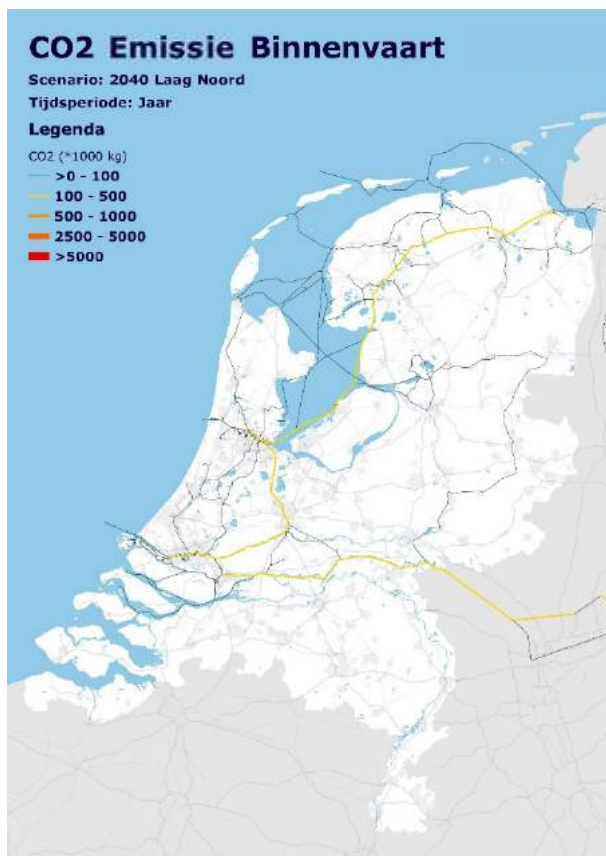 CO2 Emissie Binnenvaart
Scenario: 2040 Laag Noord
Tijdsperiode: Jaar
Legenda
CO2 (*1000 kg)
>0 - 100
100 - 500
500 - 1000
2500 - 5000
>5000